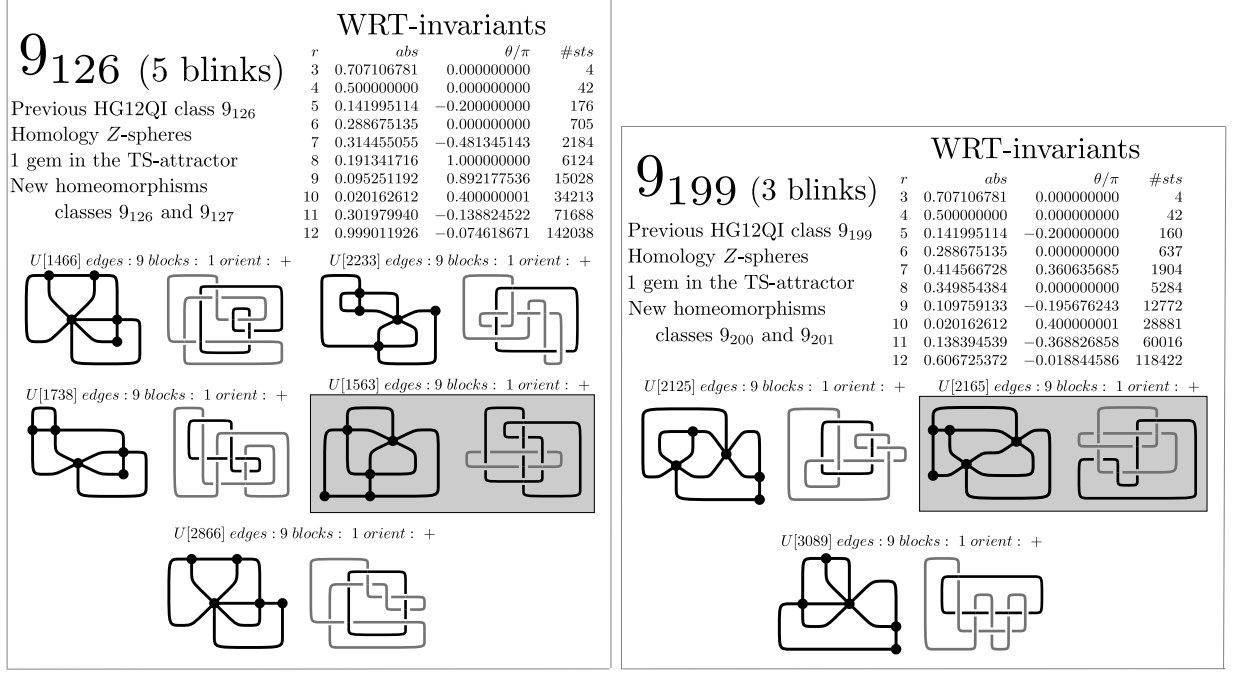 9126 (5 blinks)
Previous HG12QI class 9126
Homology Z-spheres
1 gem in the TS-attractor
New homeomorphisms
classes 9126 and 9127
WRT-invariants
r abs θ/π #sts
3 0.707106781 0.000000000 4
4 0.500000000 0.000000000 42
5 0.141995114 −0.200000000 176
6 0.288675135 0.000000000 705
7 0.314455055 −0.481345143 2184
8 0.191341716 1.000000000 6124
9 0.095251192 0.892177536 15028
10 0.020162612 0.400000001 34213
11 0.301979940 −0.138824522 71688
12 0.999011926 −0.074618671 142038
U[1466] edges : 9 blocks : 1 orient : +
U[2233] edges : 9 blocks : 1 orient : +
U[1738] edges : 9 blocks : 1 orient : +
U[1563] edges : 9 blocks : 1 orient : +
U[2866] edges : 9 blocks : 1 orient : +
9199 (3 blinks)
Previous HG12QI class 9199
Homology Z-spheres
1 gem in the TS-attractor
New homeomorphisms
classes 9200 and 9201
WRT-invariants
r abs θ/π #sts
3 0.707106781 0.000000000 4
4 0.500000000 0.000000000 42
5 0.141995114 −0.200000000 160
6 0.288675135 0.000000000 637
7 0.414566728 0.360635685 1904
8 0.349854384 0.000000000 5284
9 0.109759133 −0.195676243 12772
10 0.020162612 0.400000001 28881
11 0.138394539 −0.368826858 60016
12 0.606725372 −0.018844586 118422
U[2125] edges : 9 blocks : 1 orient : +
U[2165] edges : 9 blocks : 1 orient : +
U[3089] edges : 9 blocks : 1 orient : +